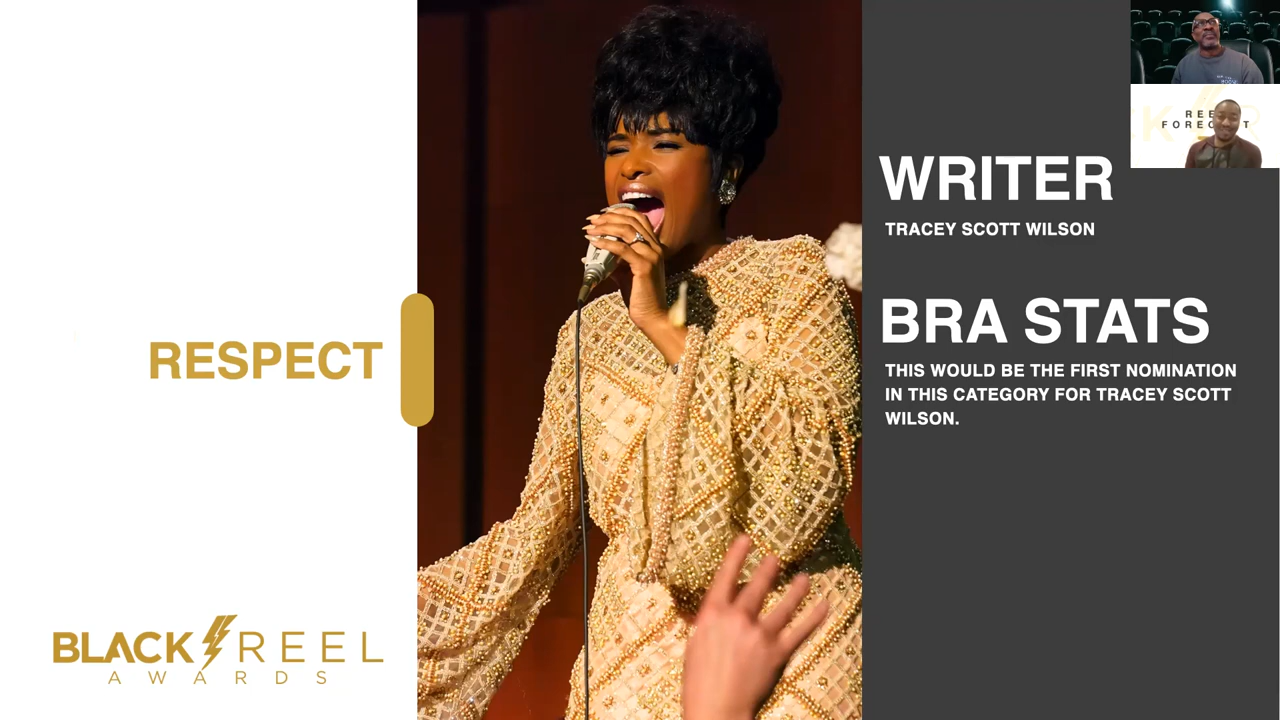 RESPECT
BLACK REEL
AWARDS
WRITER
TRACEY SCOTT WILSON
BRA STATS
THIS WOULD BE THE FIRST NOMINATION
IN THIS CATEGORY FOR TRACEY SCOTT
WILSON.